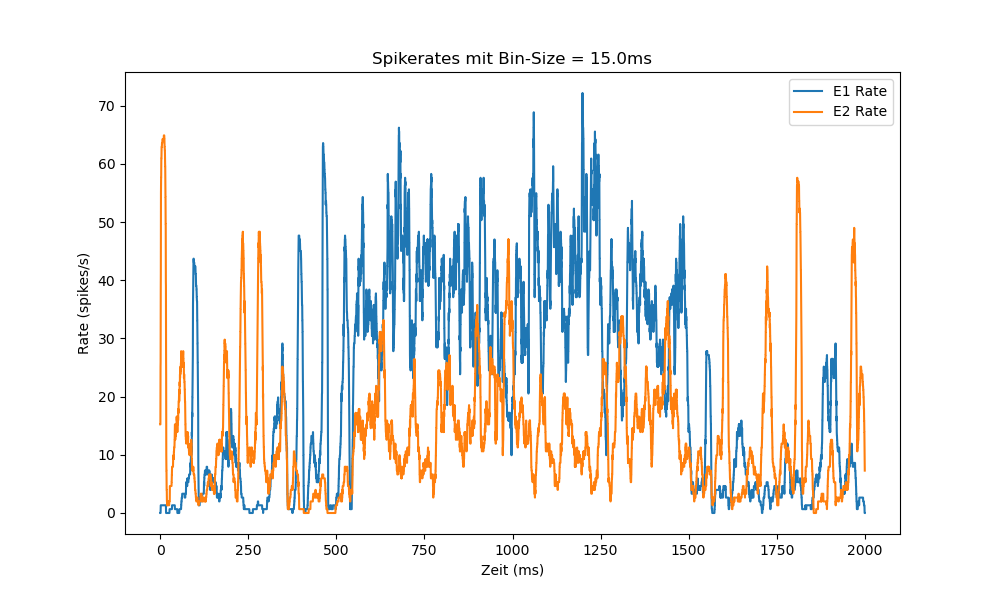 Spikerates mit Bin-Size = 15.0ms
E1 Rate
E2 Rate
Rate (spikes/s)
70
60
50
40
30
20
10
0
0 250 500 750 1000 1250 1500 1750 2000
Zeit (ms)